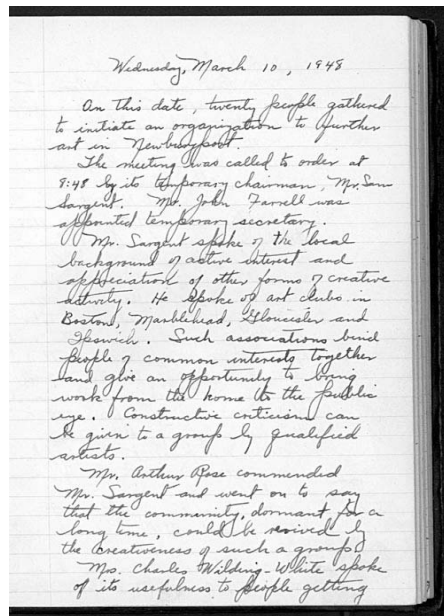 Wednesday, March 10, 1948
On this date, twenty people gathered
to initiate an organization to further
art in Newburyport.
The meeting was called to order at
8:48 by its temporary chairman, Mr. Sam
Sargent. Mr. John Farrell was
appointed temporary secretary.
Mr. Sargent spoke of the local
background of active interest and
appreciation of other forms of creative
activity. He spoke of art clubs in
Boston, Marblehead, Gloucester and
Ipswich. Such associations bind
people of common interests together
and give an opportunity to bring
work from the home to the public
eye. Constructive criticism can
be given to a group by qualified
artists.
Mr. Arthur Rose commended
Mr. Sargent and went on to say
that the community, dormant for a
long time, could be revived by
the creativeness of such a group.
Mrs. Charles Wilding-White spoke
of its usefulness to people getting